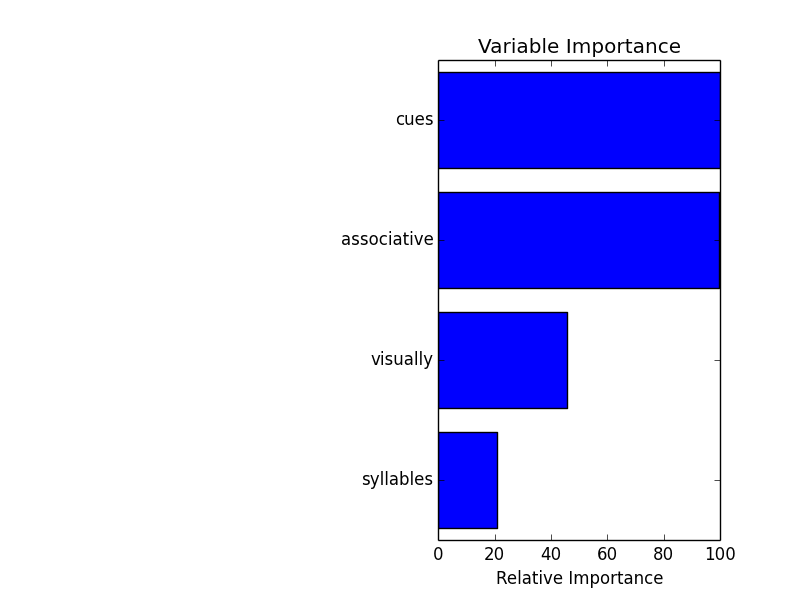 Variable Importance
cues
associative
visually
syllables
0 20 40 60 80 100
Relative Importance